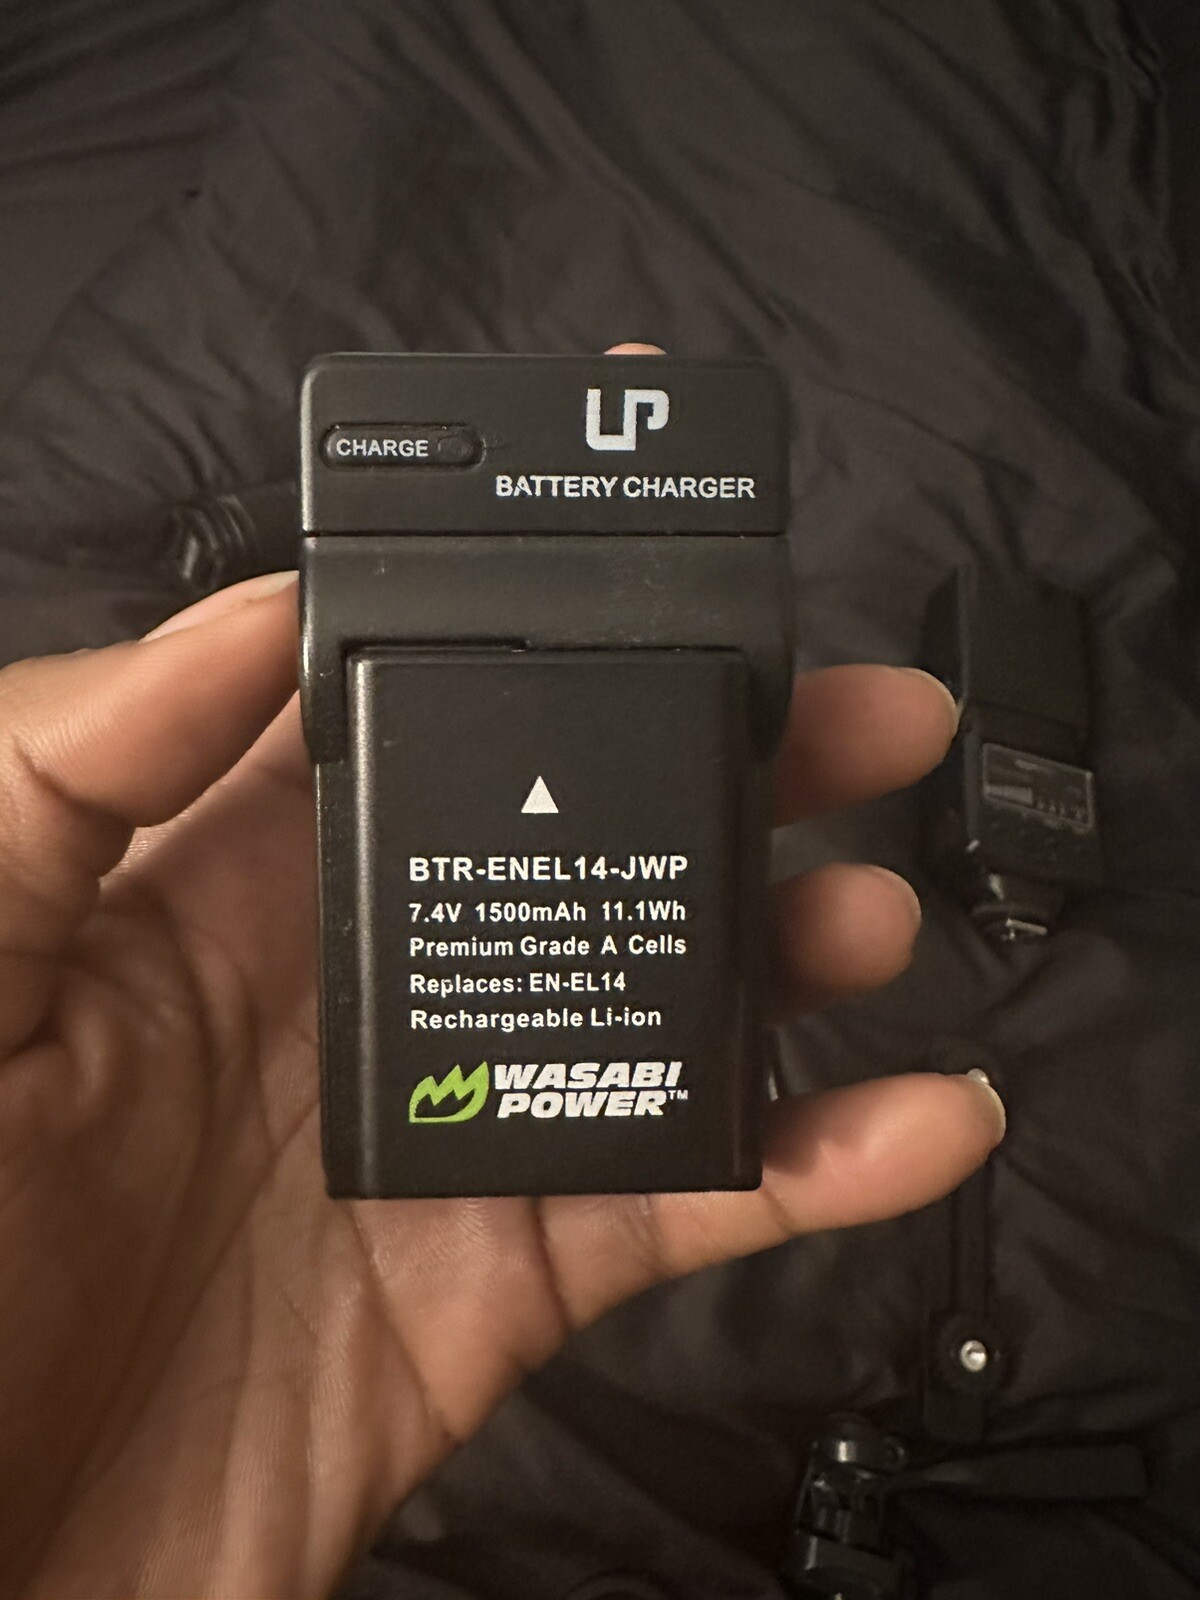 CHARGE
LP
BATTERY CHARGER
BTR-ENEL14-JWP
7.4V 1500mAh 11.1Wh
Premium Grade A Cells
Replaces: EN-EL14
Rechargeable Li-ion
WASABI
POWER™